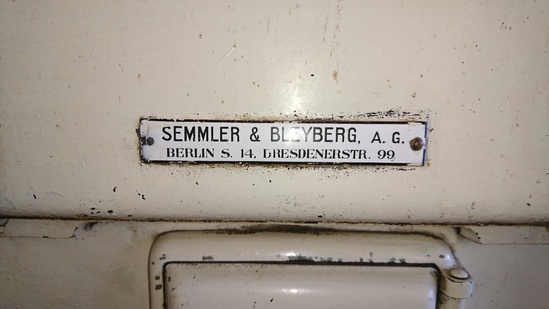 SEMMLER & BLEYBERG, A. G.
BERLIN S. 14, DRESDENERSTR. 99